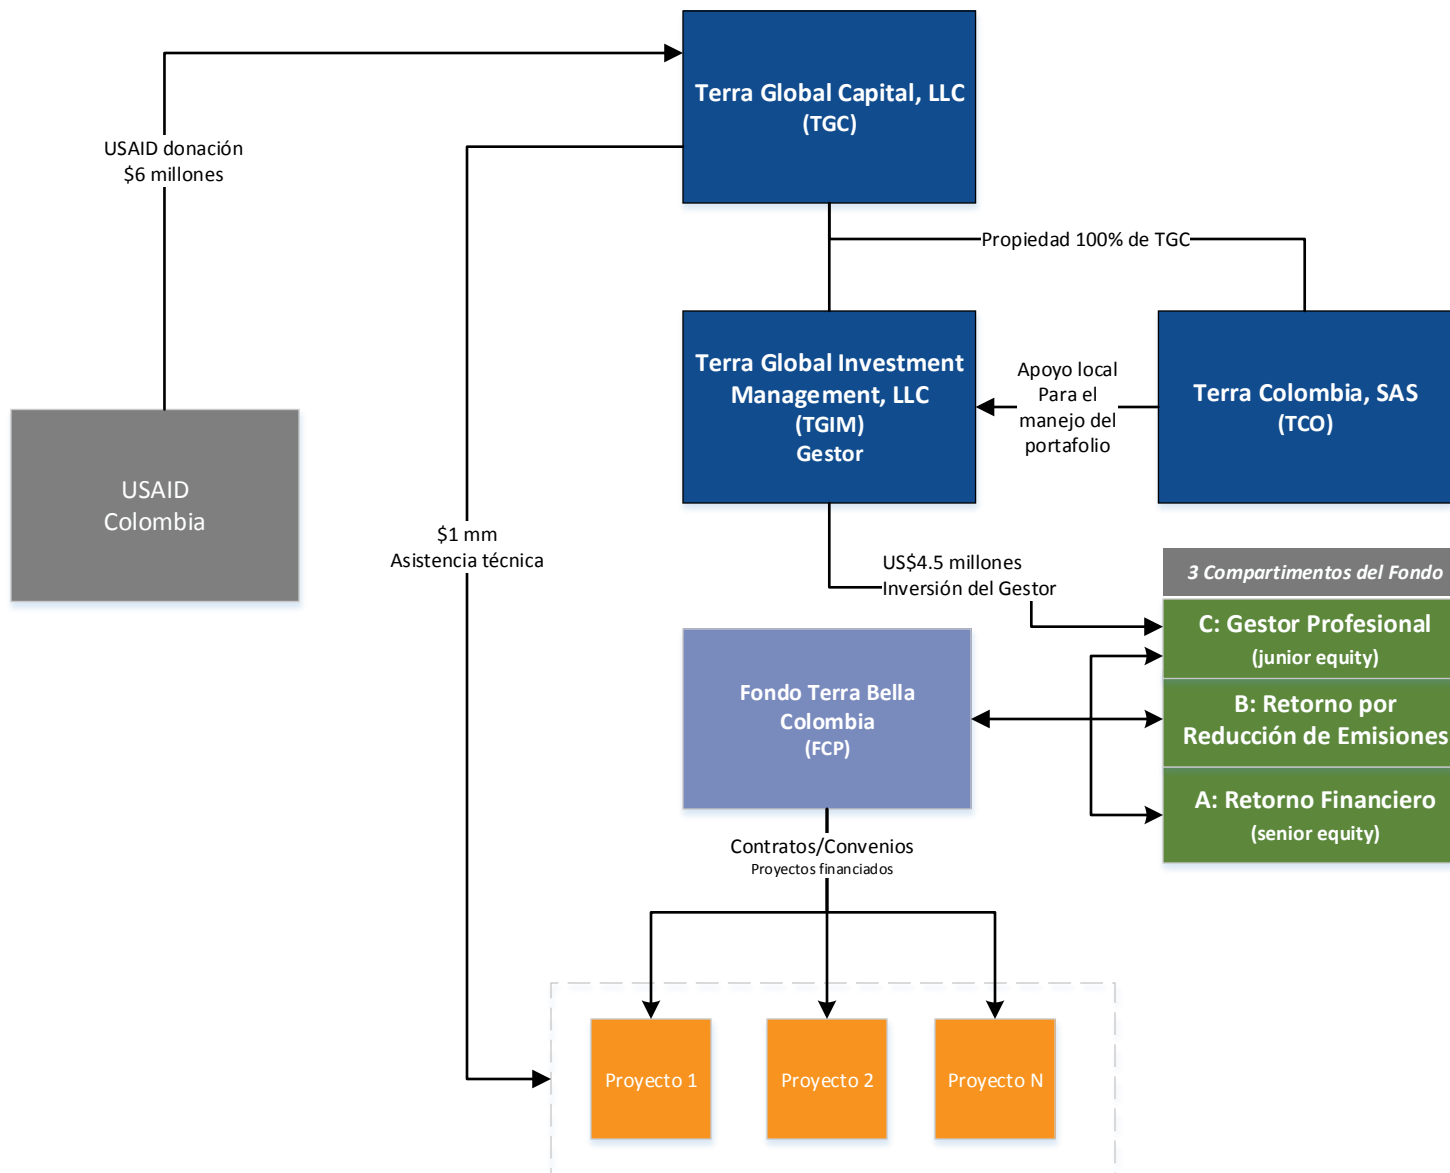 Terra Global Capital, LLC
(TGC)
USAID donación
$6 millones
Propiedad 100% de TGC
Terra Global Investment
Management, LLC
(TGIM)
Gestor
Apoyo local
Para el
manejo del
portafolio
Terra Colombia, SAS
(TCO)
USAID
Colombia
$1 mm
Asistencia técnica
US$4.5 millones
Inversión del Gestor
3 Compartimentos del Fondo
C: Gestor Profesional
(junior equity)
Fondo Terra Bella
Colombia
(FCP)
B: Retorno por
Reducción de Emisiones
A: Retorno Financiero
(senior equity)
Contratos/Convenios
Proyectos financiados
Proyecto 1
Proyecto 2
Proyecto N